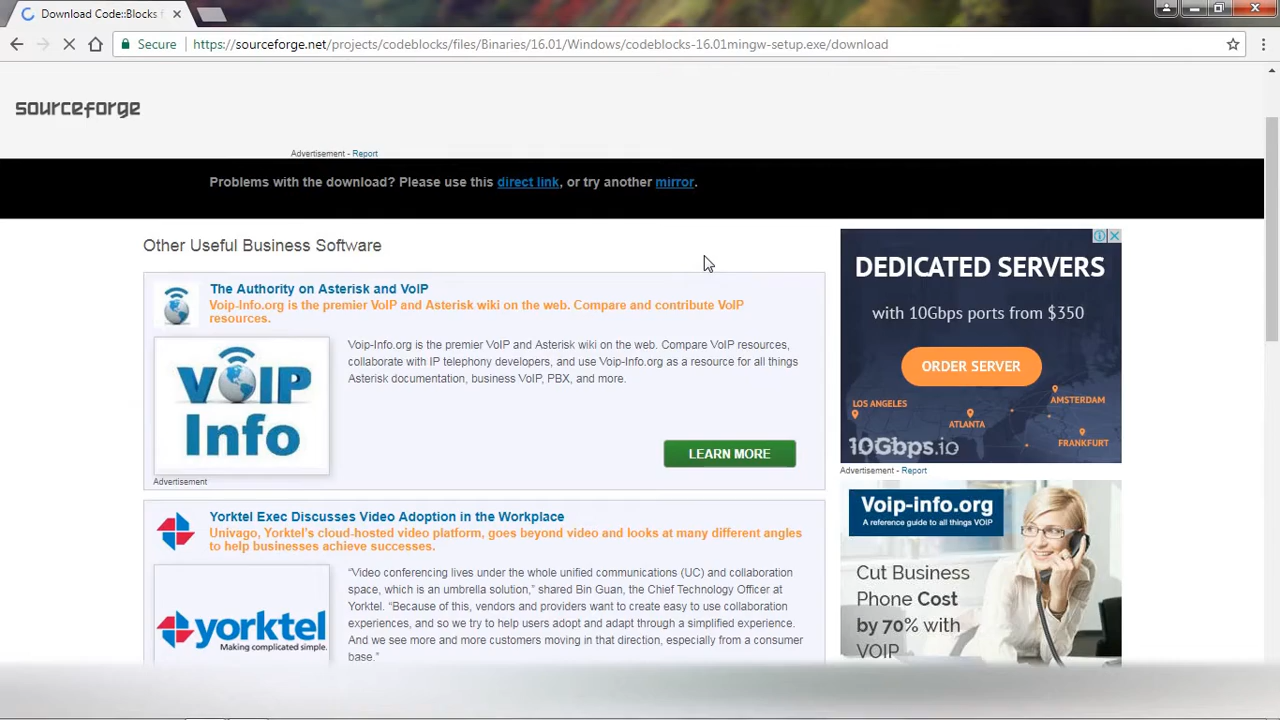 Download Code::Blocks f
Secure https://sourceforge.net/projects/codeblocks/files/Binaries/16.01/Windows/codeblocks-16.01mingw-setup.exe/download
sourceforge
Advertisement - Report
Problems with the download? Please use this direct link, or try another mirror.
Other Useful Business Software
The Authority on Asterisk and VoIP
Voip-Info.org is the premier VoIP and Asterisk wiki on the web. Compare and contribute VoIP
resources.
VOIP
Info
Voip-Info.org is the premier VoIP and Asterisk wiki on the web. Compare VoIP resources,
collaborate with IP telephony developers, and use Voip-Info.org as a resource for all things
Asterisk documentation, business VoIP, PBX, and more.
LEARN MORE
Advertisement
Yorktel Exec Discusses Video Adoption in the Workplace
Univago, Yorktel's cloud-hosted video platform, goes beyond video and looks at many different angles
to help businesses achieve successes.
yorktel
Making complicated simple.
“Video conferencing lives under the whole unified communications (UC) and collaboration
space, which is an umbrella solution,” shared Bin Guan, the Chief Technology Officer at
Yorktel. “Because of this, vendors and providers want to create easy to use collaboration
experiences, and so we try to help users adopt and adapt through a simplified experience.
And we see more and more customers moving in that direction, especially from a consumer
base.”
DEDICATED SERVERS
with 10Gbps ports from $350
ORDER SERVER
LOS ANGELES
AMSTERDAM
ATLANTA
FRANKFURT
10Gbps.io
Advertisement - Report
Voip-info.org
A reference guide to all things VOIP
Cut Business
Phone Cost
by 70% with
VOIP